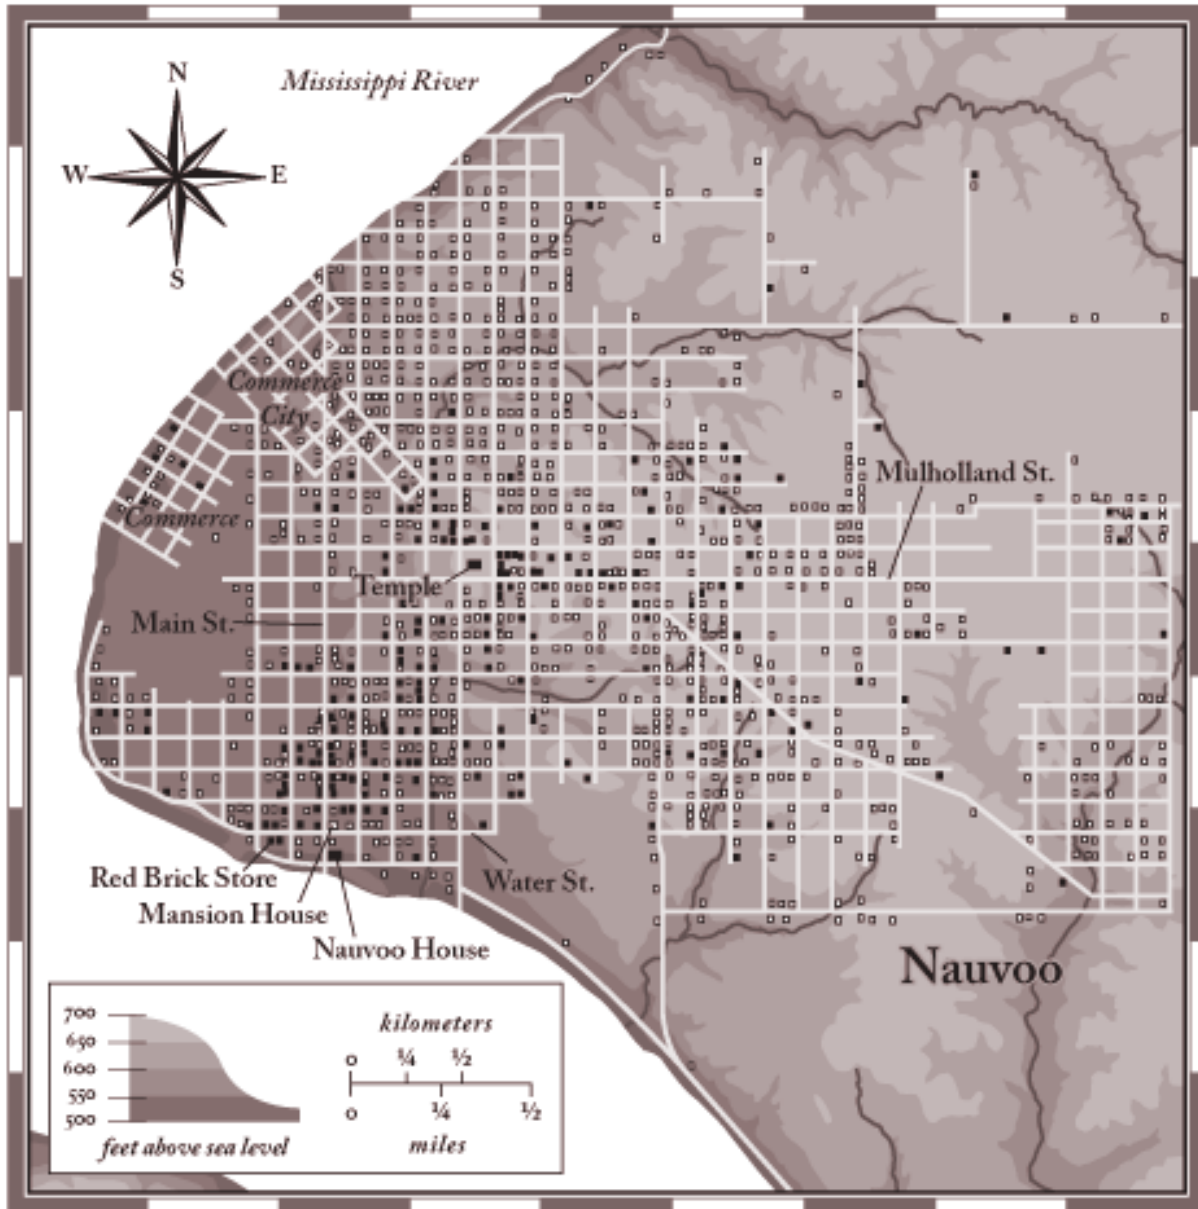 N
Mississippi River
W
E
S
Commerce
City
Mulholland St.
Commerce
Temple
Main St.
Red Brick Store
Water St.
Mansion House
Nauvoo House
Nauvoo
700
650
600
550
500
feet above sea level
kilometers
0 ¼ ½
0 ¼ ½
miles